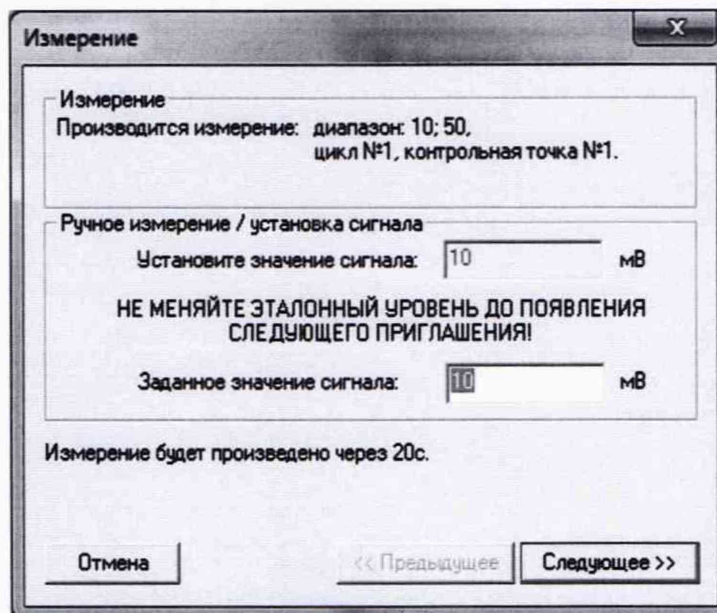 Измерение
x
Измерение
Производится измерение: диапазон: 10; 50,
цикл №1, контрольная точка №1.
Ручное измерение / установка сигнала
Установите значение сигнала: 10 мВ
НЕ МЕНЯЙТЕ ЭТАЛОННЫЙ УРОВЕНЬ ДО ПОЯВЛЕНИЯ
СЛЕДУЮЩЕГО ПРИГЛАШЕНИЯ!
Заданное значение сигнала: 10 мВ
Измерение будет произведено через 20с.
Отмена << Предыдущее Следующее >>